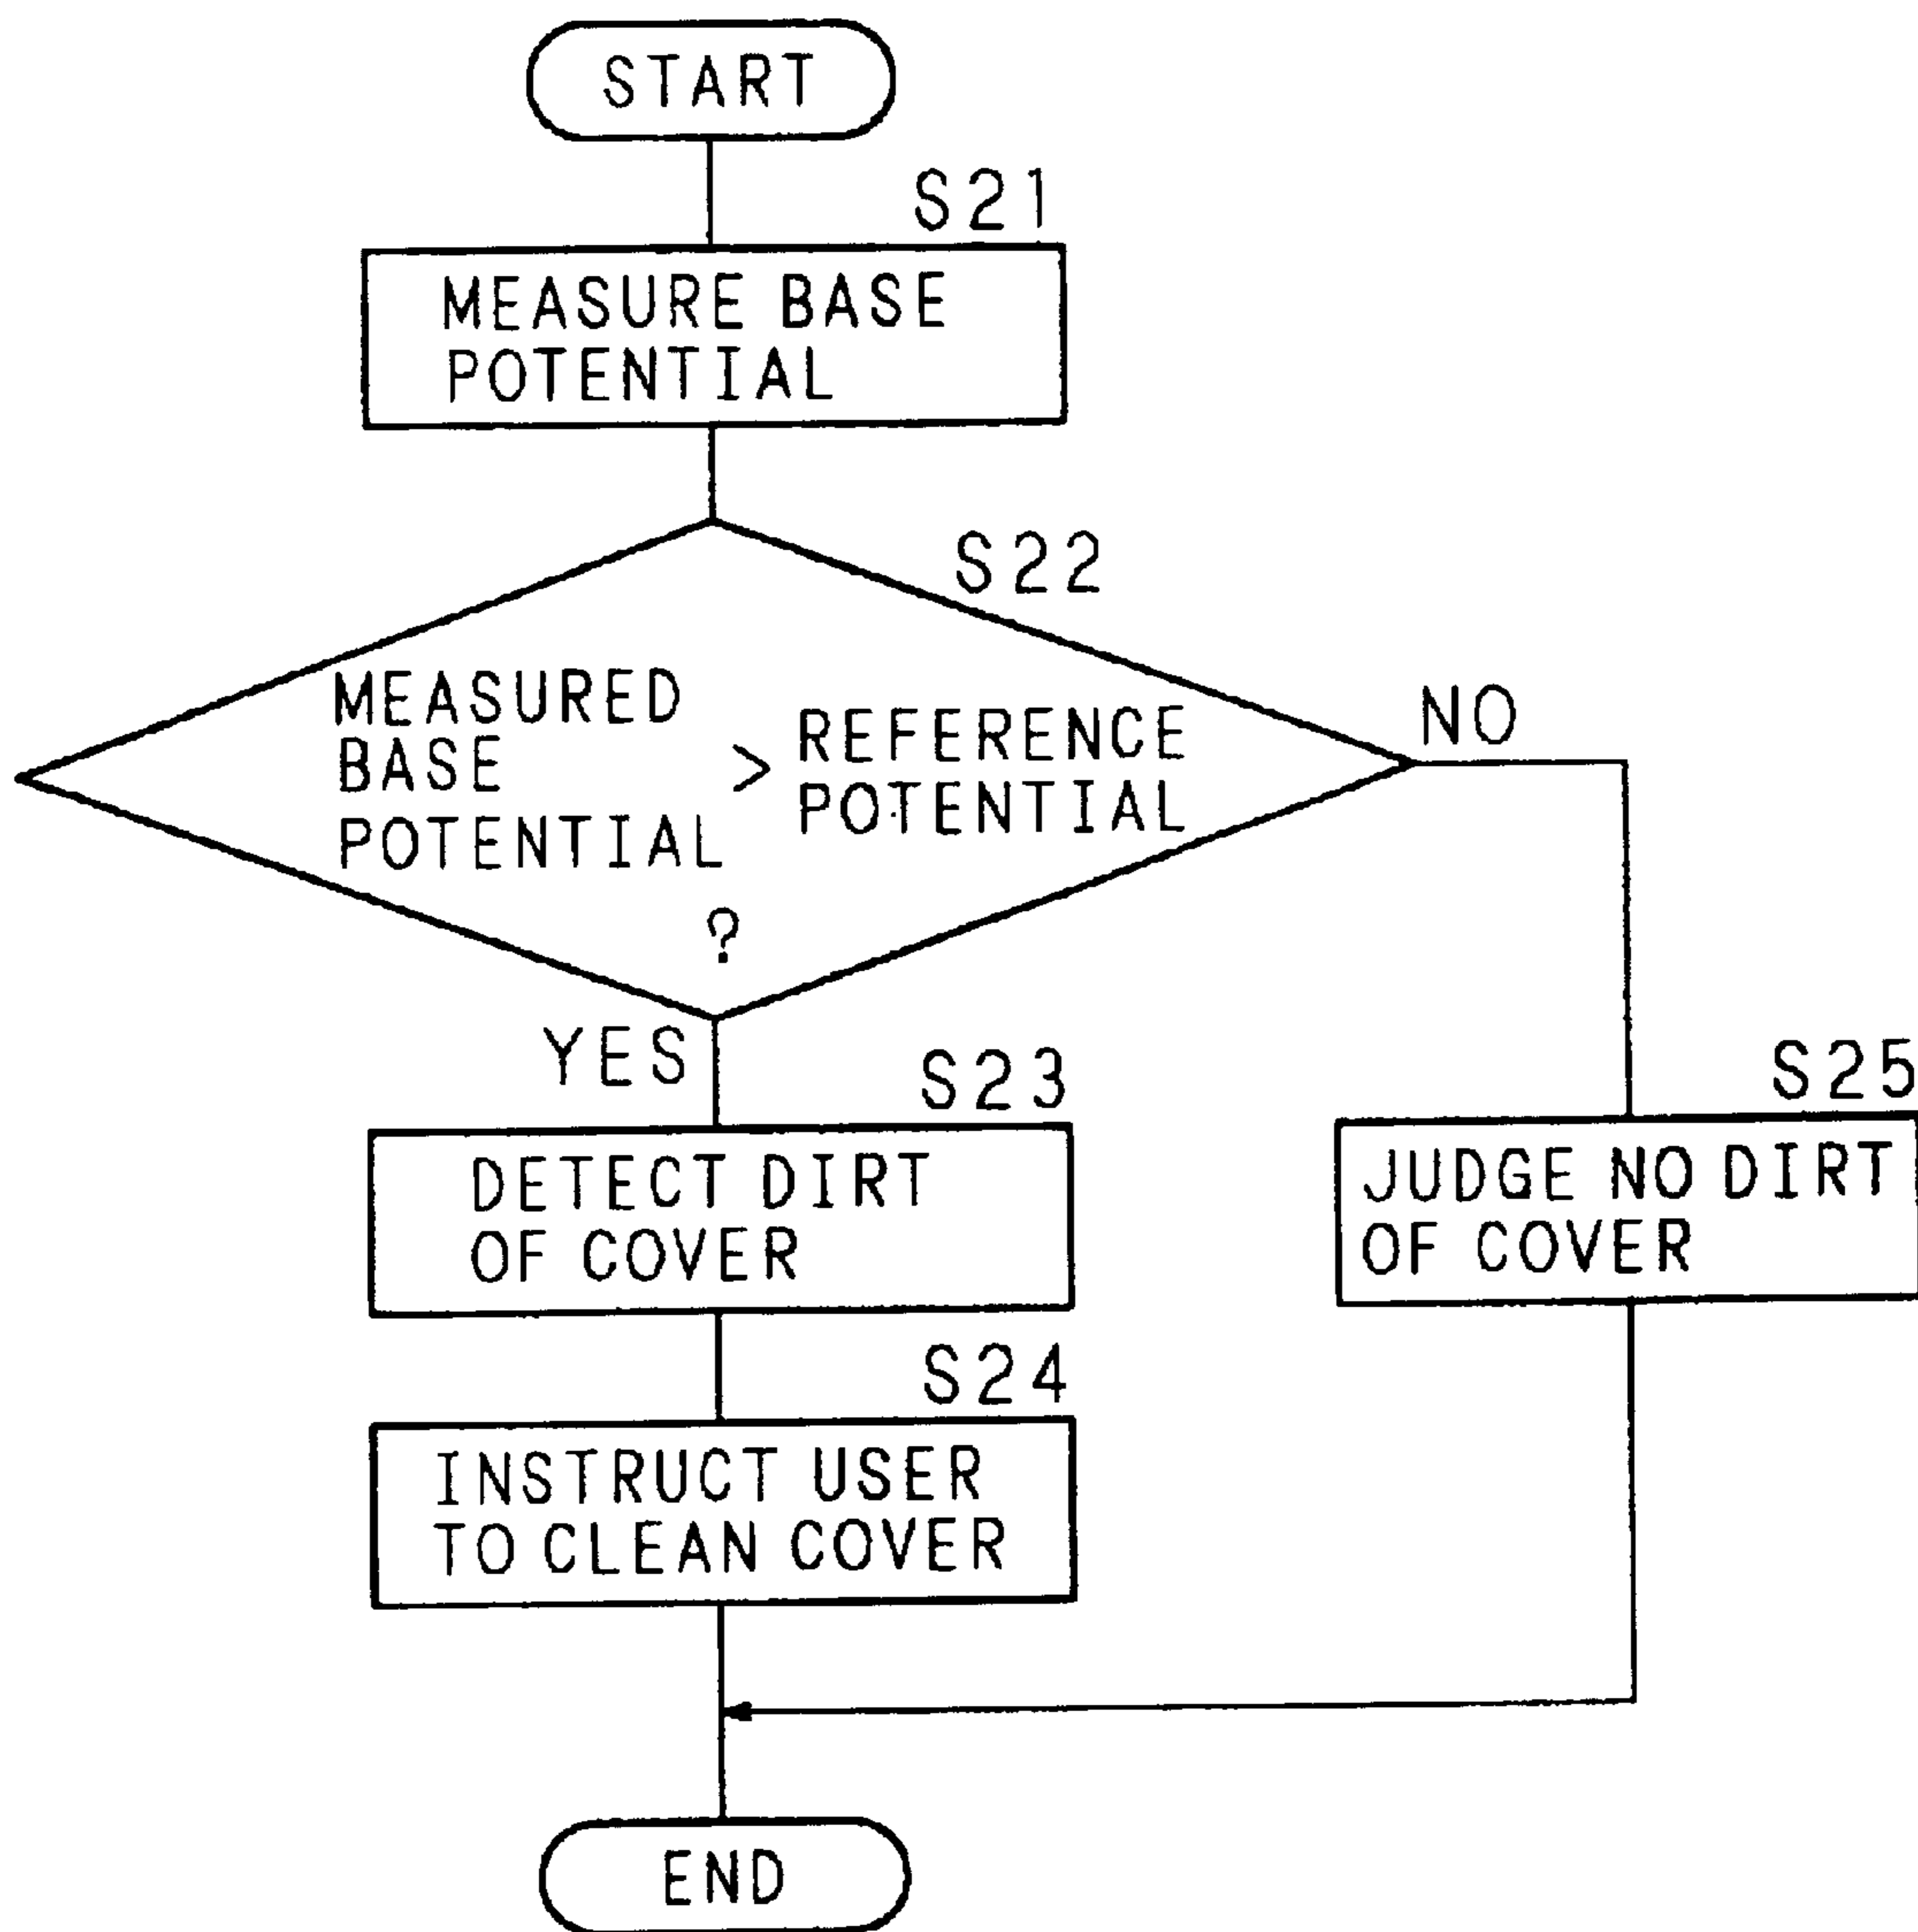 START
S21
MEASURE BASE
POTENTIAL
S22
MEASURED
BASE
POTENTIAL
>
REFERENCE
POTENTIAL
?
NO
YES
S23
DETECT DIRT
OF COVER
S25
JUDGE NO DIRT
OF COVER
S24
INSTRUCT USER
TO CLEAN COVER
END